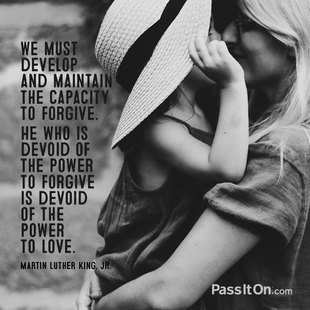 WE MUST
DEVELOP
AND MAINTAIN
THE CAPACITY
TO FORGIVE.
HE WHO IS
DEVOID OF
THE POWER
TO FORGIVE
IS DEVOID
OF THE
POWER
TO LOVE.
MARTIN LUTHER KING, JR.
PassItOn.com